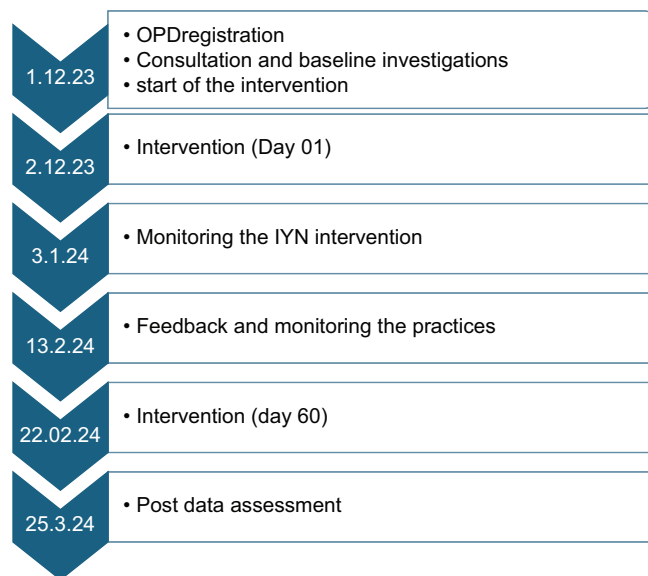 1.12.23
• OPDregistration
• Consultation and baseline investigations
• start of the intervention
2.12.23
• Intervention (Day 01)
3.1.24
• Monitoring the IYN intervention
13.2.24
• Feedback and monitoring the practices
22.02.24
• Intervention (day 60)
25.3.24
• Post data assessment